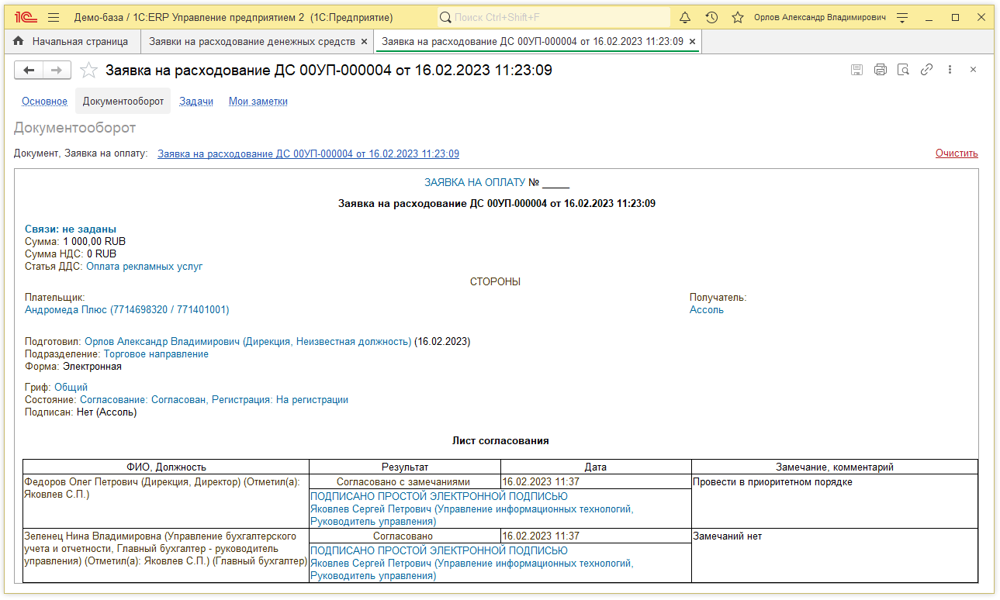 Демо-база / 1С:ERP Управление предприятием 2 (1С:Предприятие)
Поиск Ctrl+Shift+F
Орлов Александр Владимирович
Начальная страница
Заявки на расходование денежных средств
Заявка на расходование ДС 00УП-000004 от 16.02.2023 11:23:09
Заявка на расходование ДС 00УП-000004 от 16.02.2023 11:23:09
Основное
Документооборот
Задачи
Мои заметки
Документооборот
Документ, Заявка на оплату: Заявка на расходование ДС 00УП-000004 от 16.02.2023 11:23:09
Очистить
ЗАЯВКА НА ОПЛАТУ № _____
Заявка на расходование ДС 00УП-000004 от 16.02.2023 11:23:09
Связи: не заданы
Сумма: 1 000,00 RUB
Сумма НДС: 0 RUB
Статья ДДС: Оплата рекламных услуг
СТОРОНЫ
Плательщик:
Андромеда Плюс (7714698320 / 771401001)
Получатель:
Ассоль
Подготовил: Орлов Александр Владимирович (Дирекция, Неизвестная должность) (16.02.2023)
Подразделение: Торговое направление
Форма: Электронная
Гриф: Общий
Состояние: Согласование: Согласован, Регистрация: На регистрации
Подписан: Нет (Ассоль)
Лист согласования
ФИО, Должность
Результат
Дата
Замечание, комментарий
Федоров Олег Петрович (Дирекция, Директор) (Отметил(а):
Яковлев С.П.)
Согласовано с замечаниями
16.02.2023 11:37
ПОДПИСАНО ПРОСТОЙ ЭЛЕКТРОННОЙ ПОДПИСЬЮ
Яковлев Сергей Петрович (Управление информационных технологий,
Руководитель управления)
Провести в приоритетном порядке
Зеленец Нина Владимировна (Управление бухгалтерского
учета и отчетности, Главный бухгалтер - руководитель
управления) (Отметил(а): Яковлев С.П.) (Главный бухгалтер)
Согласовано
16.02.2023 11:37
ПОДПИСАНО ПРОСТОЙ ЭЛЕКТРОННОЙ ПОДПИСЬЮ
Яковлев Сергей Петрович (Управление информационных технологий,
Руководитель управления)
Замечаний нет